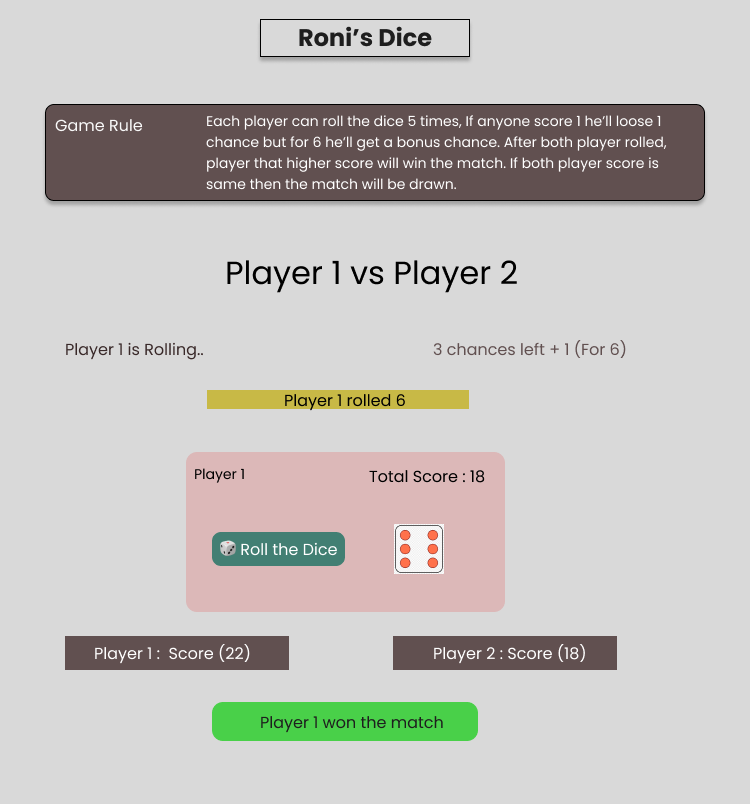 Roni’s Dice
Game Rule
Each player can roll the dice 5 times, If anyone score 1 he’ll loose 1
chance but for 6 he’ll get a bonus chance. After both player rolled,
player that higher score will win the match. If both player score is
same then the match will be drawn.
Player 1 vs Player 2
Player 1 is Rolling..
3 chances left + 1 (For 6)
Player 1 rolled 6
Player 1
Total Score : 18
Roll the Dice
Player 1 :  Score (22)
Player 2 : Score (18)
Player 1 won the match